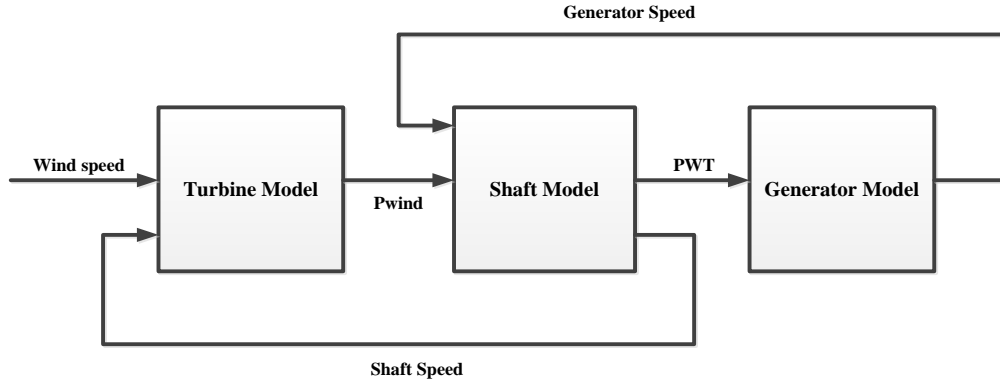 Generator Speed
Wind speed
Turbine Model
Pwind
Shaft Model
PWT
Generator Model
Shaft Speed